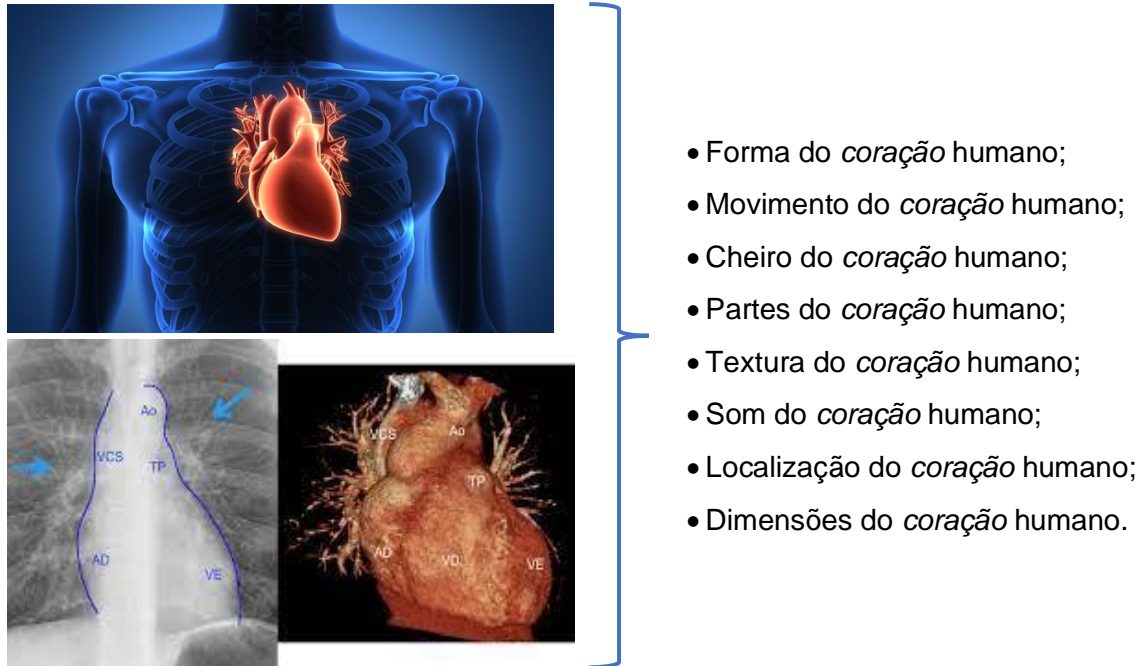 • Forma do coração humano;
• Movimento do coração humano;
• Cheiro do coração humano;
• Partes do coração humano;
• Textura do coração humano;
• Som do coração humano;
• Localização do coração humano;
• Dimensões do coração humano.
Ao
VCS
TP
AD
VE
VCS
Ao
TP
AD
VD
VE